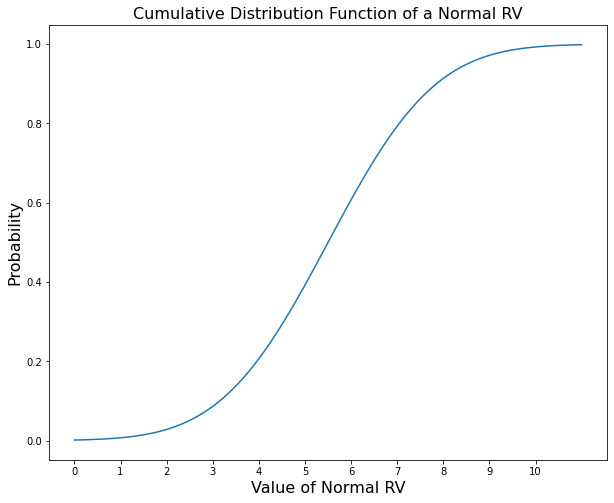 Cumulative Distribution Function of a Normal RV
1.0
0.8
0.6
0.4
0.2
0.0
Probability
0 1 2 3 4 5 6 7 8 9 10
Value of Normal RV